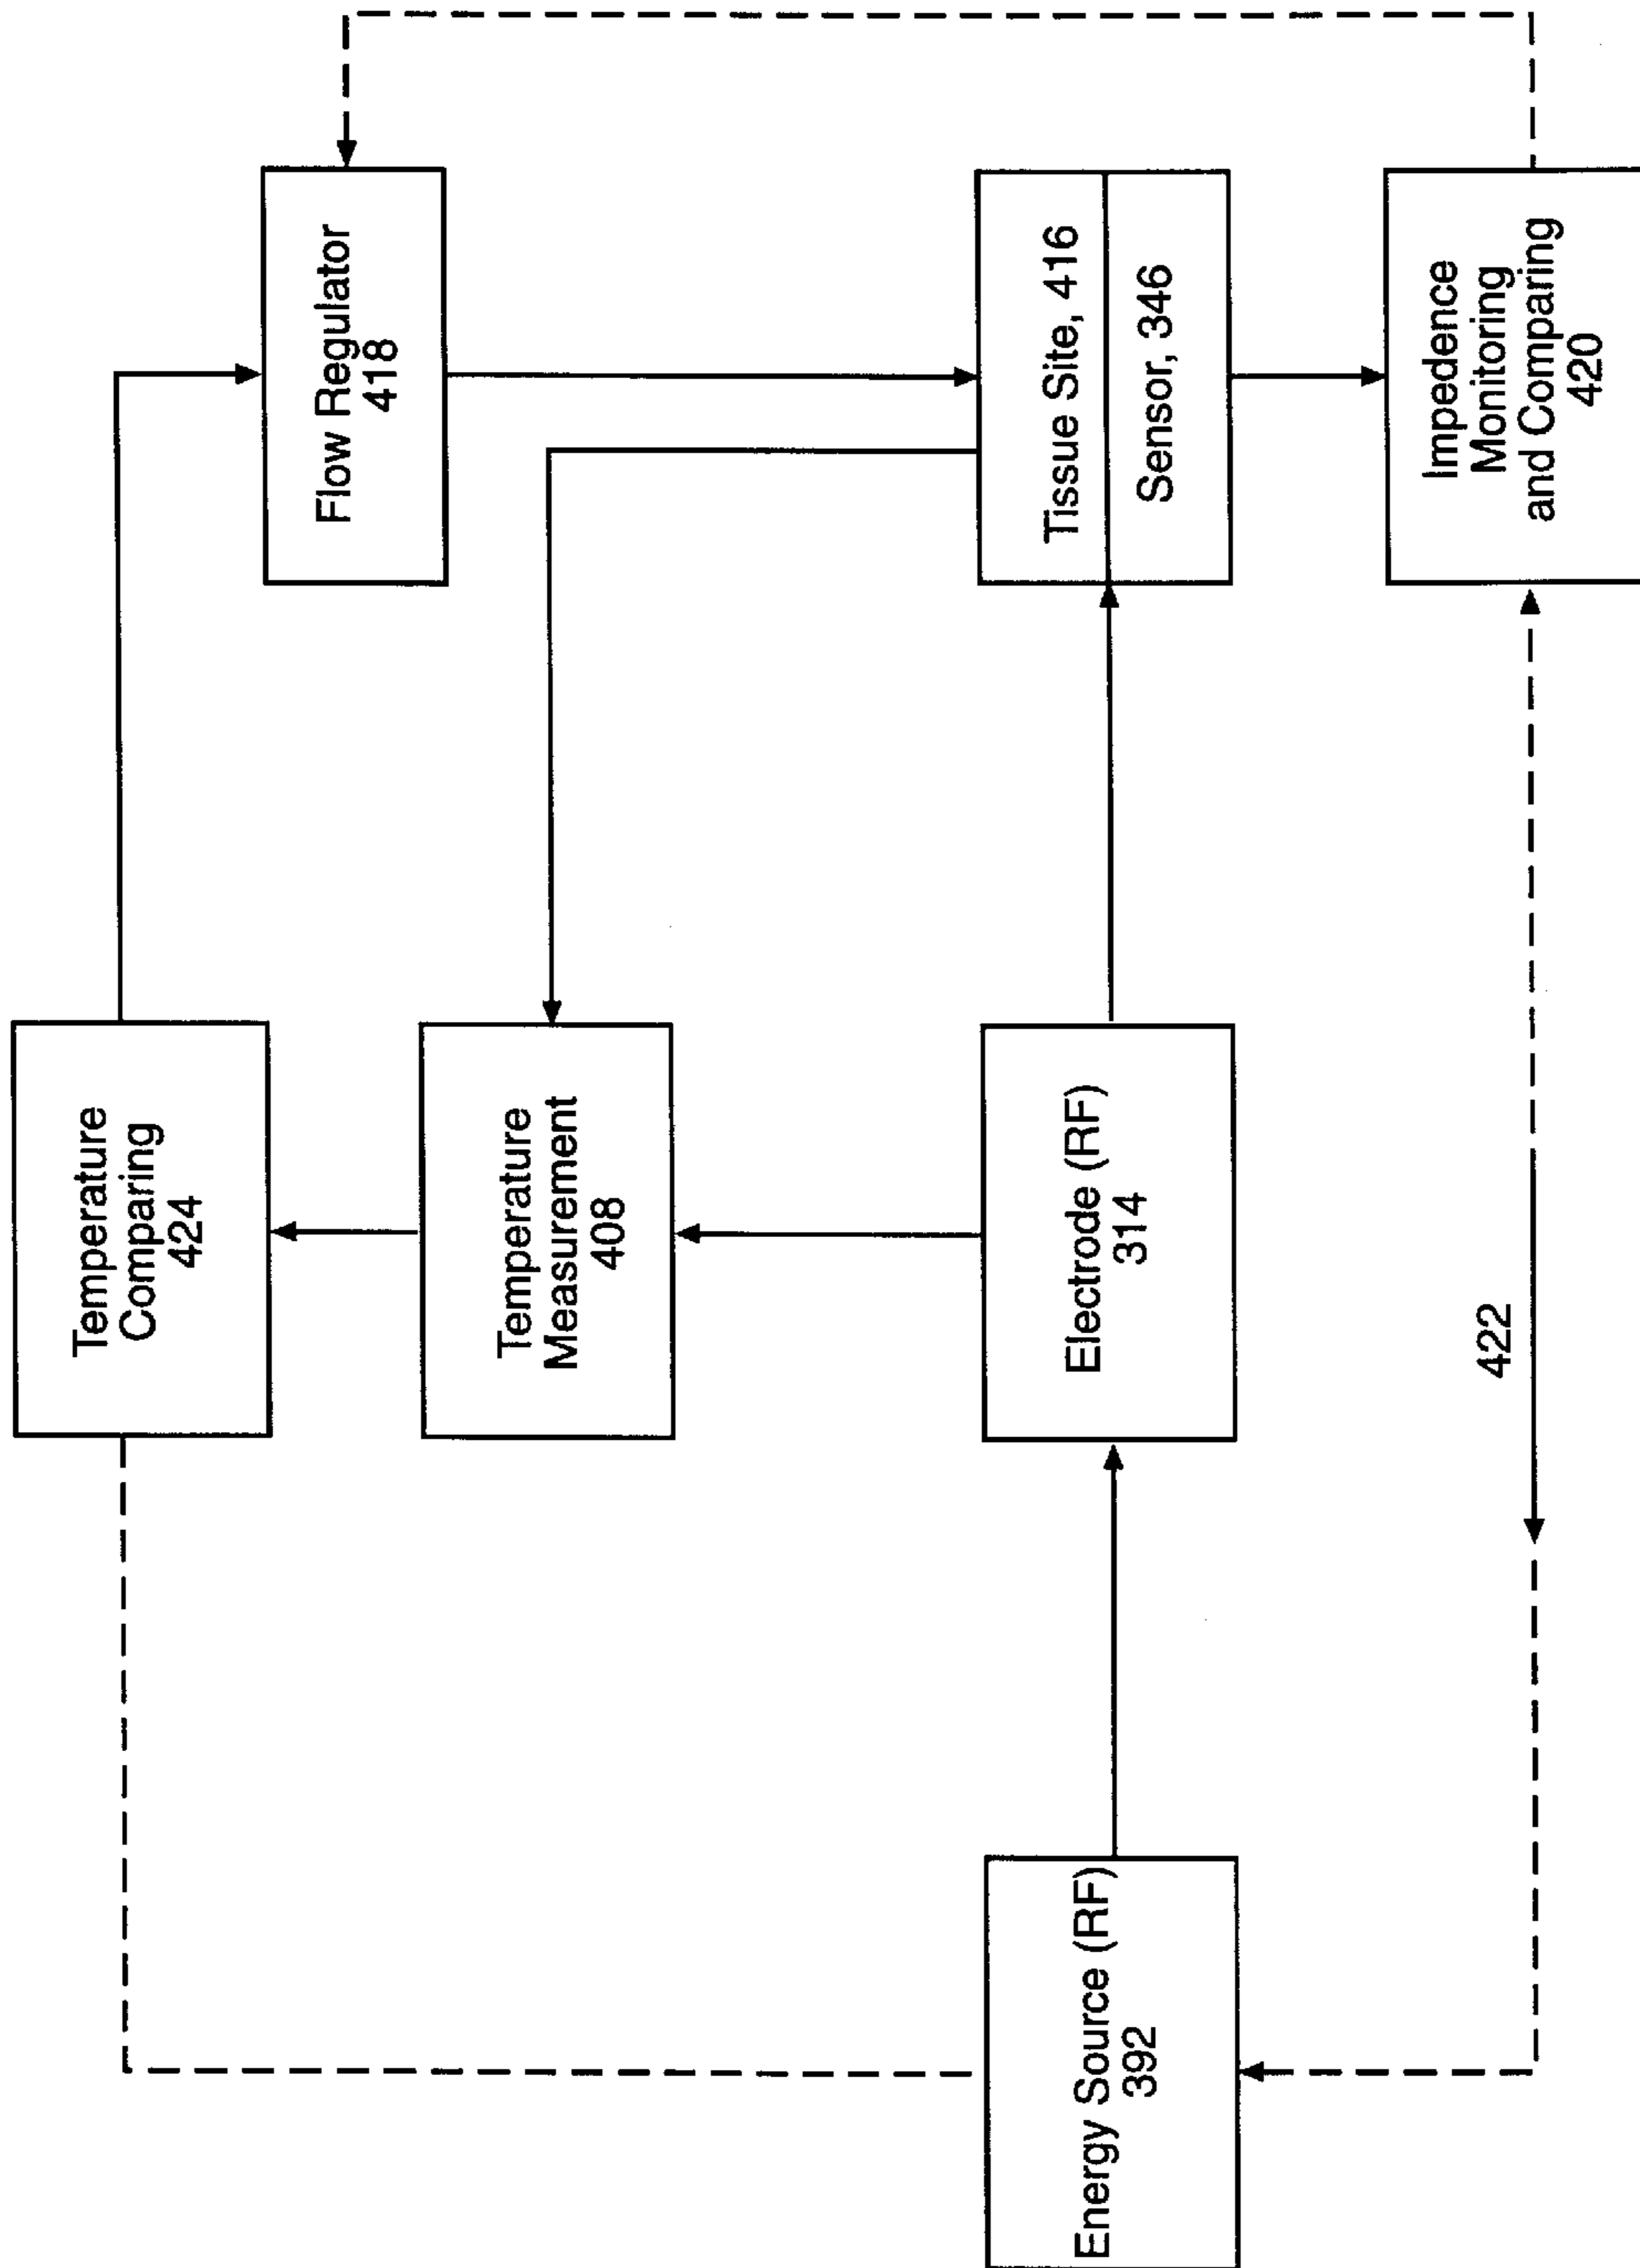 Temperature
Comparing
424
Flow Regulator
418
Temperature
Measurement
408
Energy Source (RF)
392
Electrode (RF)
314
Tissue Site, 416
Sensor, 346
422
Impedence
Monitoring
and Comparing
420